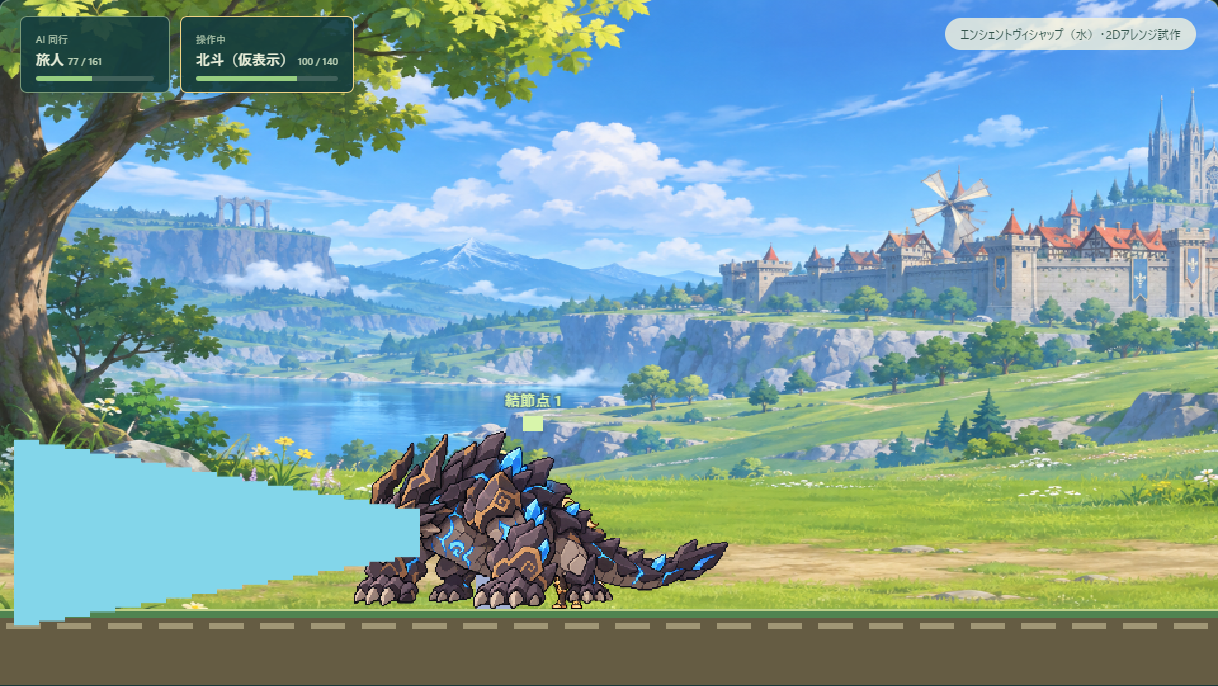 AI 同行
旅人 77 / 161
操作中
北斗（仮表示） 100 / 140
エンシェントヴィシャップ（水）・2Dアレンジ試作
結節点 1